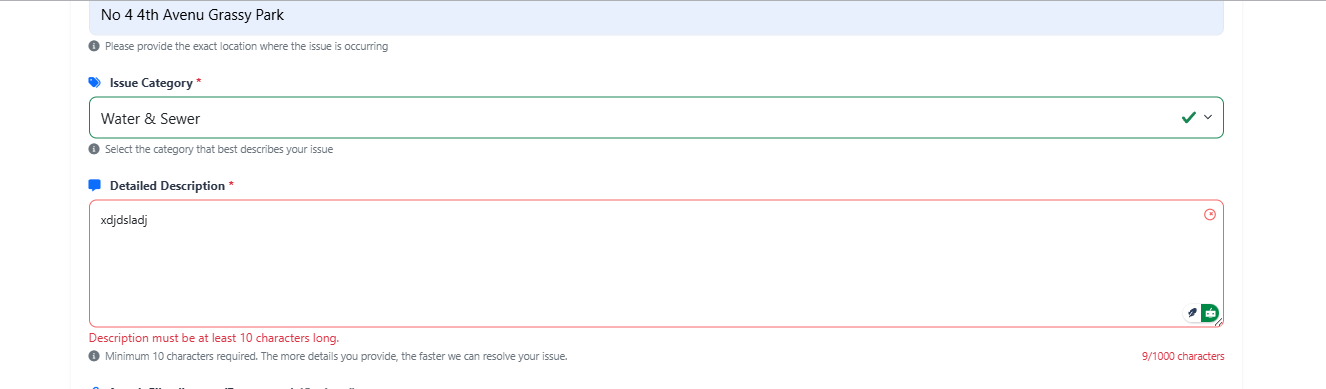 No 4 4th Avenu Grassy Park
Please provide the exact location where the issue is occurring
Issue Category *
Water & Sewer
Select the category that best describes your issue
Detailed Description *
xdjdsladj
Description must be at least 10 characters long.
Minimum 10 characters required. The more details you provide, the faster we can resolve your issue.
9/1000 characters